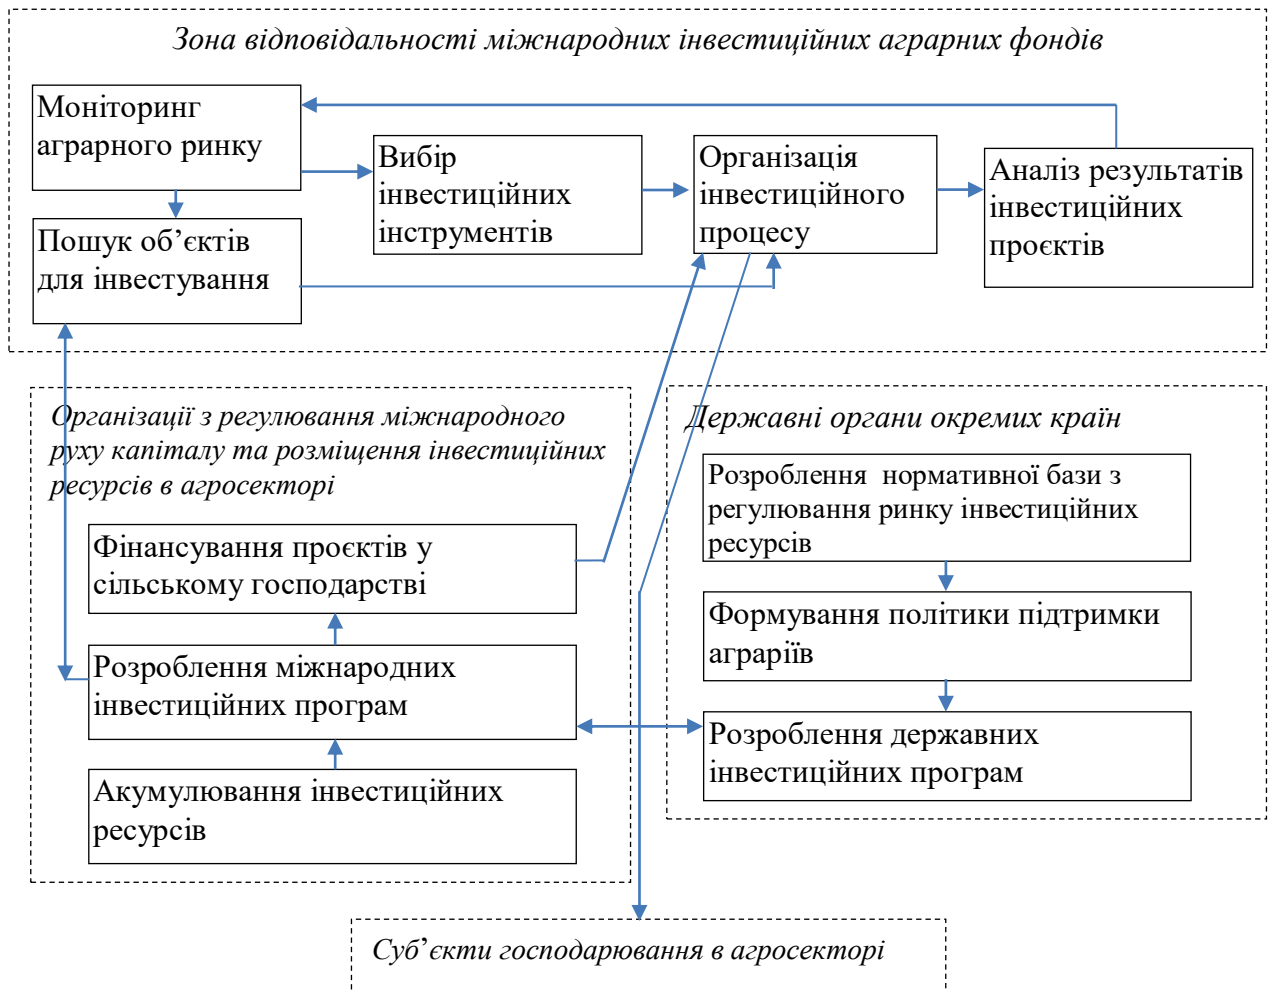 Зона відповідальності міжнародних інвестиційних аграрних фондів
Моніторинг
аграрного ринку
Вибір
інвестиційних
інструментів
Організація
інвестиційного
процесу
Аналіз результатів
інвестиційних
проєктів
Пошук об’єктів
для інвестування
Організації з регулювання міжнародного
руху капіталу та розміщення інвестиційних
ресурсів в агросекторі
Фінансування проєктів у
сільському господарстві
Розроблення міжнародних
інвестиційних програм
Акумулювання інвестиційних
ресурсів
Державні органи окремих країн
Розроблення нормативної бази з
регулювання ринку інвестиційних
ресурсів
Формування політики підтримки
аграріїв
Розроблення державних
інвестиційних програм
Суб’єкти господарювання в агросекторі